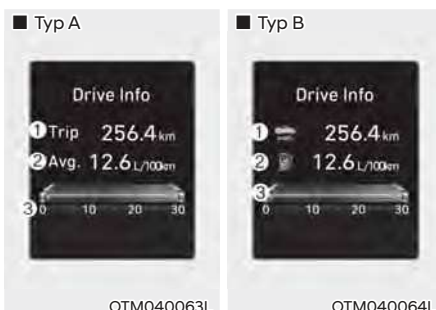 ■ Typ A
Drive Info
1 Trip 256.4 km
2 Avg. 12.6 L/100km
3 0 10 20 30
OTM040063L
■ Typ B
Drive Info
1 256.4 km
2 12.6 L/100km
3
0 10 20 30
OTM040064L